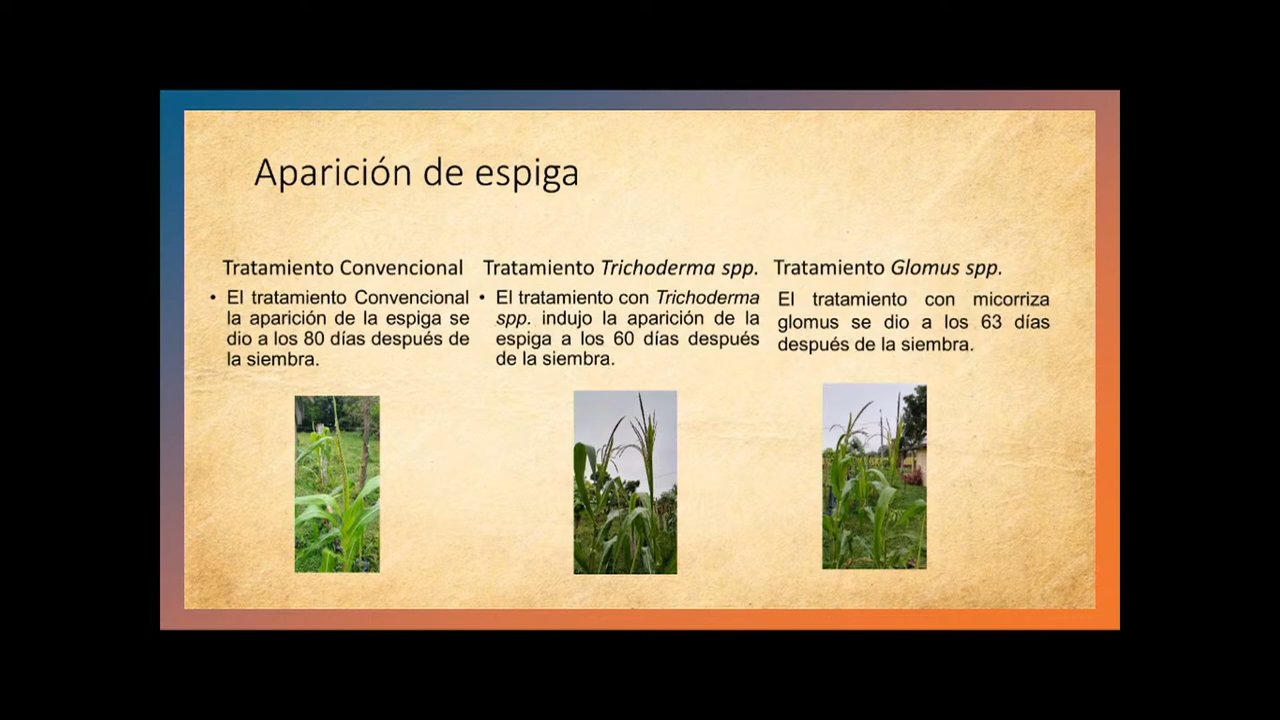 Aparición de espiga
Tratamiento Convencional
• El tratamiento Convencional
la aparición de la espiga se
dio a los 80 días después de
la siembra.
Tratamiento Trichoderma spp.
• El tratamiento con Trichoderma
spp. indujo la aparición de la
espiga a los 60 días después
de la siembra.
Tratamiento Glomus spp.
El tratamiento con micorriza
glomus se dio a los 63 días
después de la siembra.